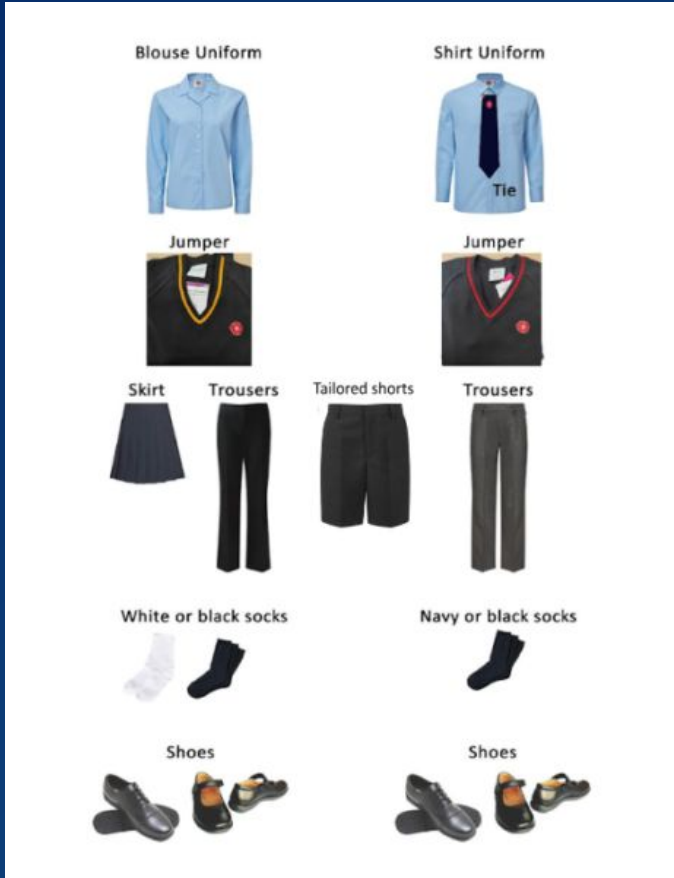 Blouse Uniform
Shirt Uniform
Tie
Jumper
Jumper
Skirt
Trousers
Tailored shorts
Trousers
White or black socks
Navy or black socks
Shoes
Shoes